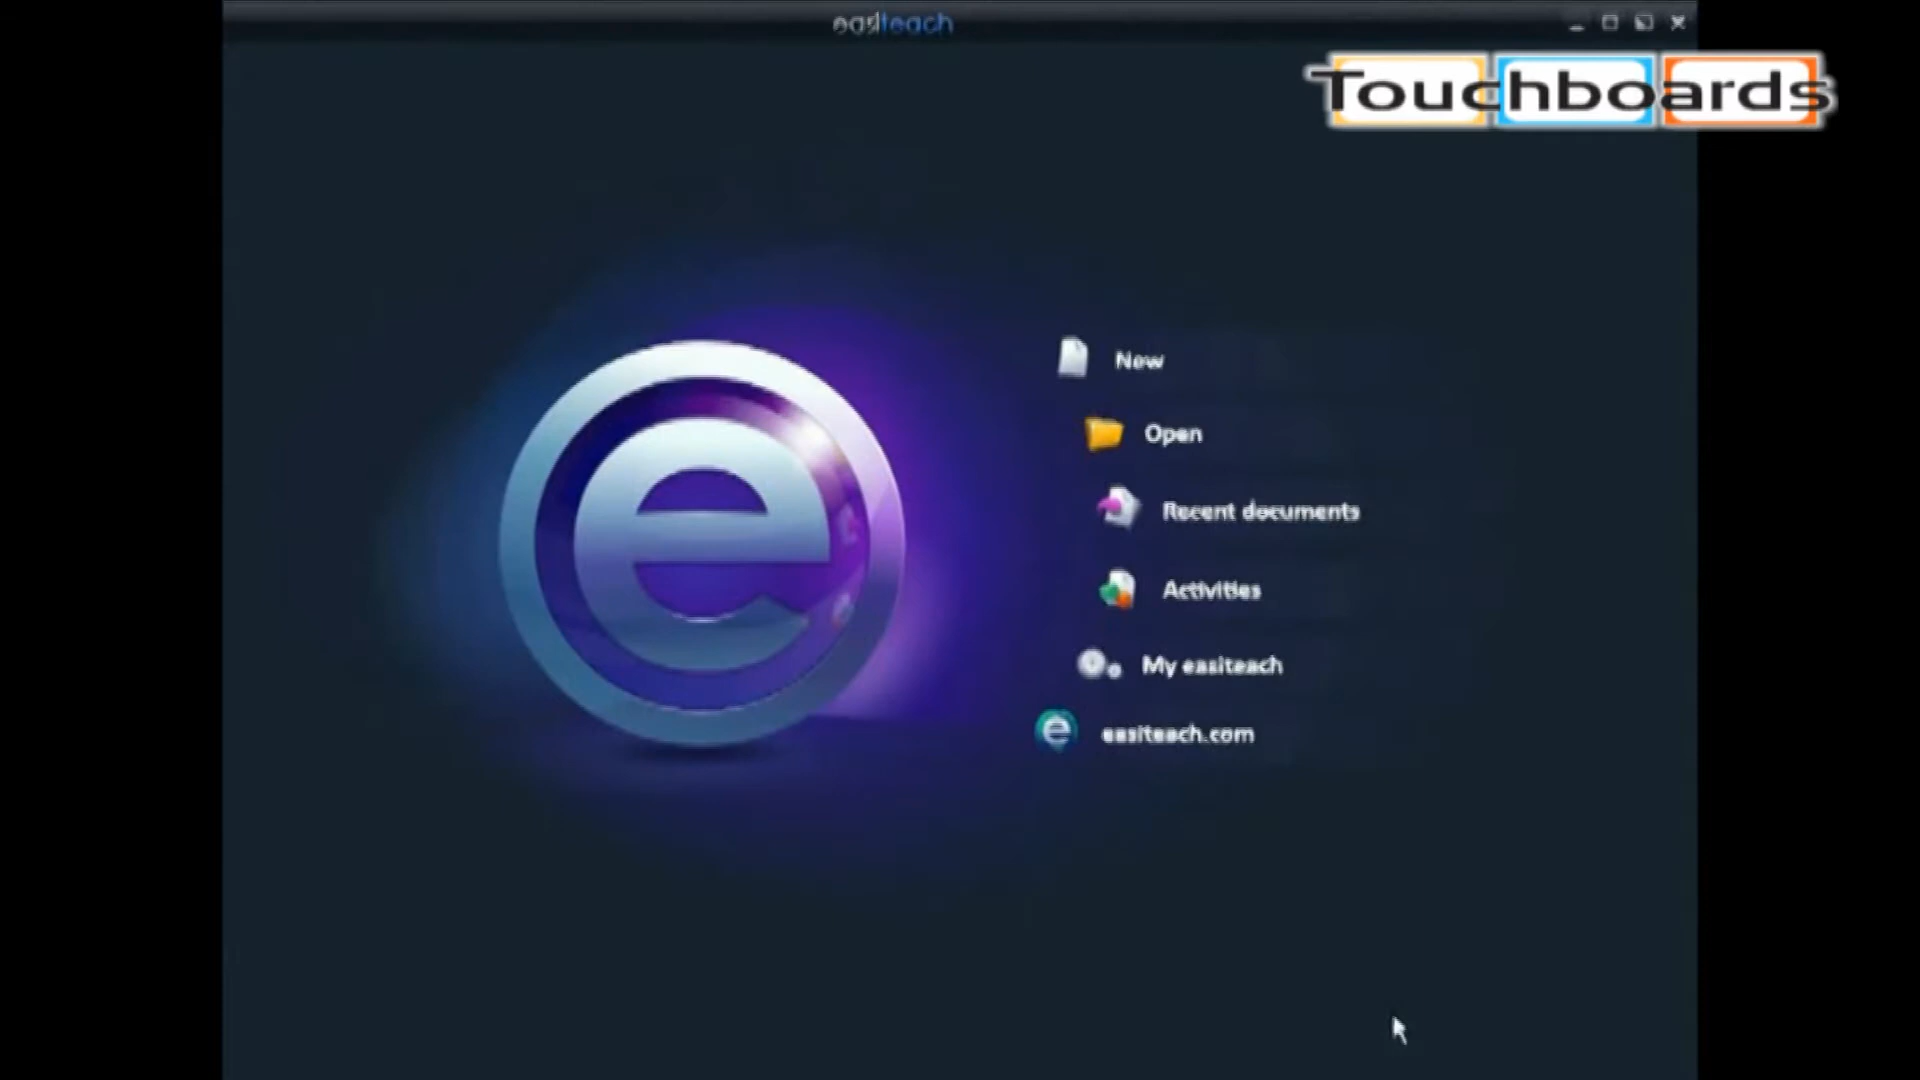 easiteach
Touchboards
New
Open
Recent documents
Activities
My easiteach
easiteach.com